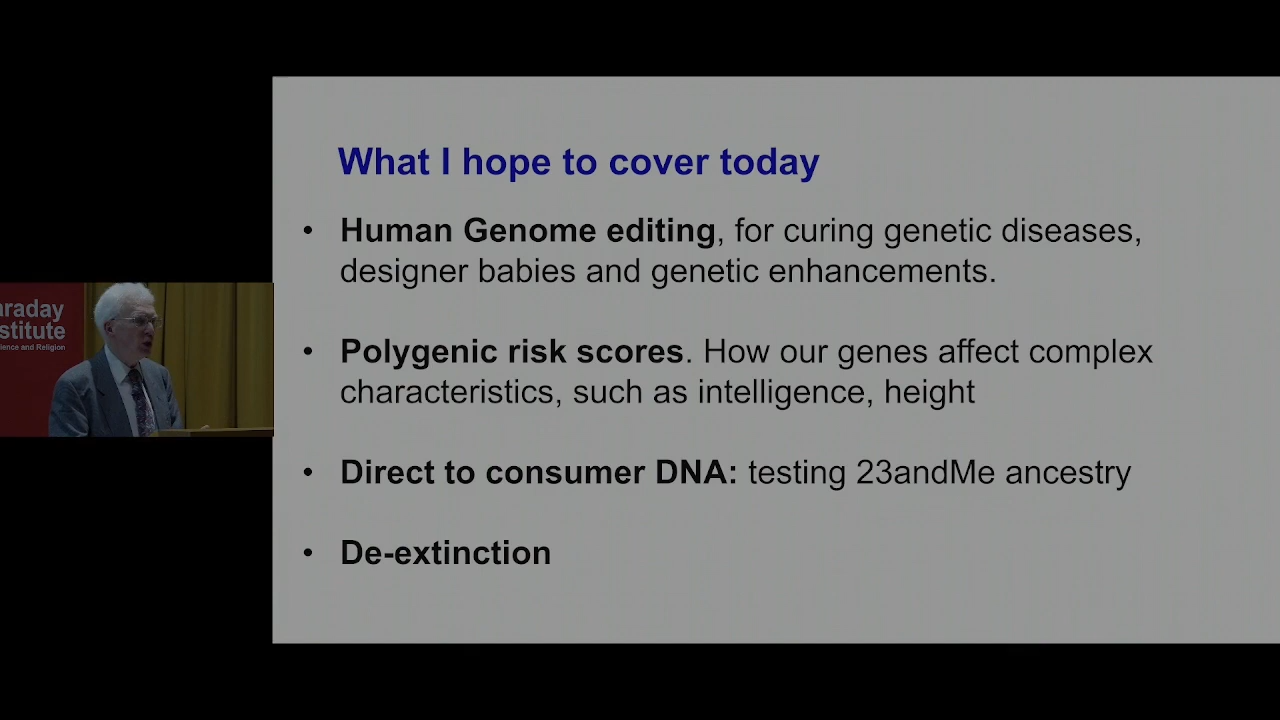 What I hope to cover today
• Human Genome editing, for curing genetic diseases,
designer babies and genetic enhancements.
• Polygenic risk scores. How our genes affect complex
characteristics, such as intelligence, height
• Direct to consumer DNA: testing 23andMe ancestry
• De-extinction
araday
stitute
ience and Religion